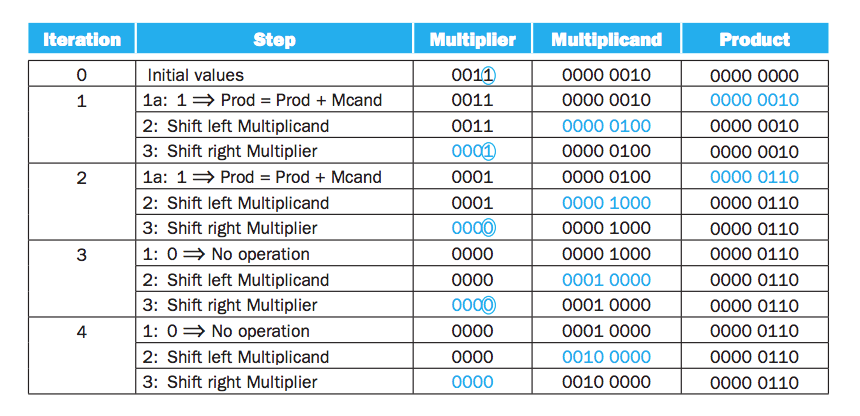 Iteration Step Multiplier Multiplicand Product
0 Initial values 0011 0000 0010 0000 0000
1 1a: 1 ⇒ Prod = Prod + Mcand 0011 0000 0010 0000 0010
2: Shift left Multiplicand 0011 0000 0100 0000 0010
3: Shift right Multiplier 0001 0000 0100 0000 0010
2 1a: 1 ⇒ Prod = Prod + Mcand 0001 0000 0100 0000 0110
2: Shift left Multiplicand 0001 0000 1000 0000 0110
3: Shift right Multiplier 0000 0000 1000 0000 0110
3 1: 0 ⇒ No operation 0000 0000 1000 0000 0110
2: Shift left Multiplicand 0000 0001 0000 0000 0110
3: Shift right Multiplier 0000 0001 0000 0000 0110
4 1: 0 ⇒ No operation 0000 0001 0000 0000 0110
2: Shift left Multiplicand 0000 0010 0000 0000 0110
3: Shift right Multiplier 0000 0010 0000 0000 0110